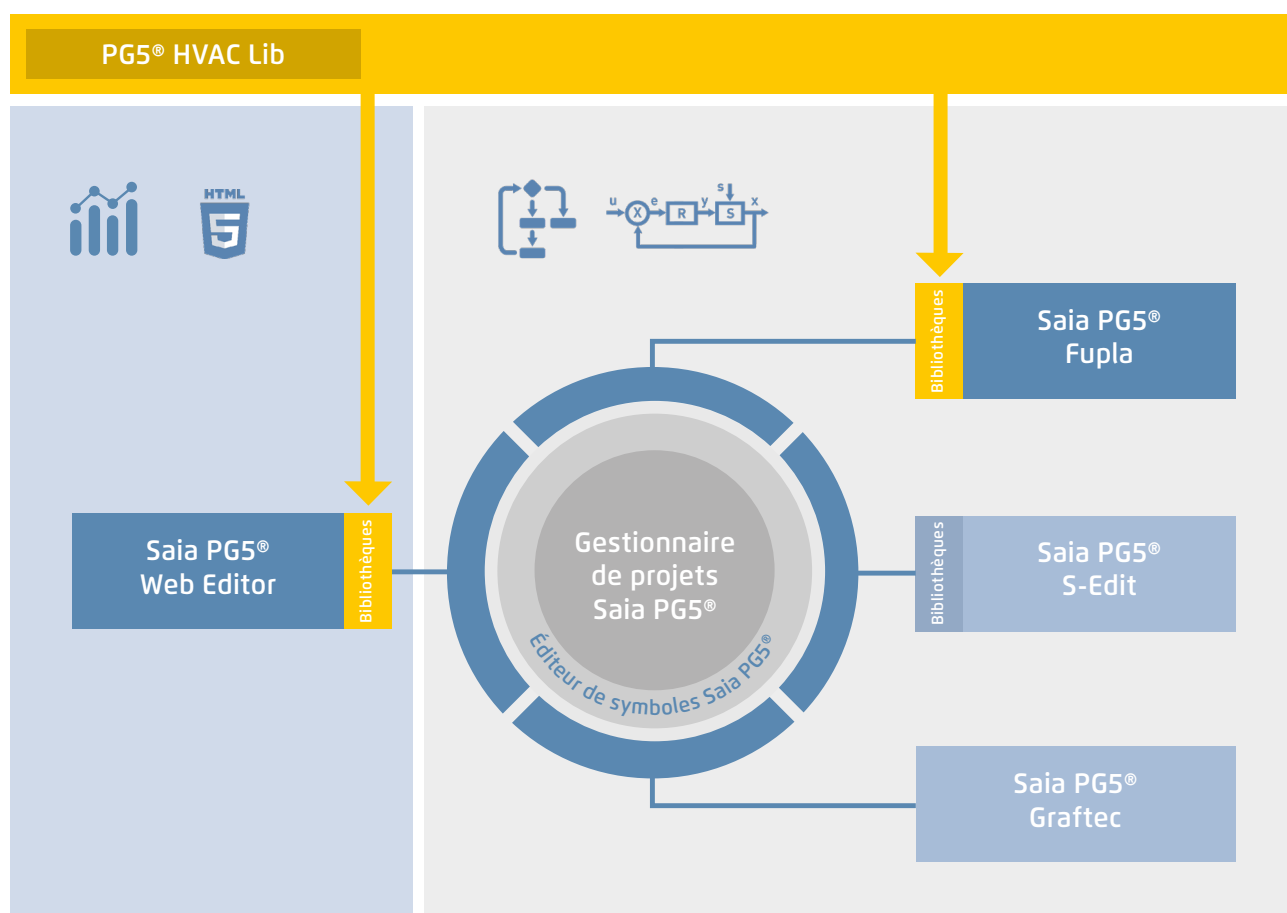 PG5® HVAC Lib
HTML
5
u
e
R
y
s
S
x
X
Bibliothèques
Saia PG5®
Fupla
Saia PG5®
Web Editor
Bibliothèques
Gestionnaire
de projets
Saia PG5®
Éditeur de symboles Saia PG5®
Bibliothèques
Saia PG5®
S-Edit
Saia PG5®
Graftec